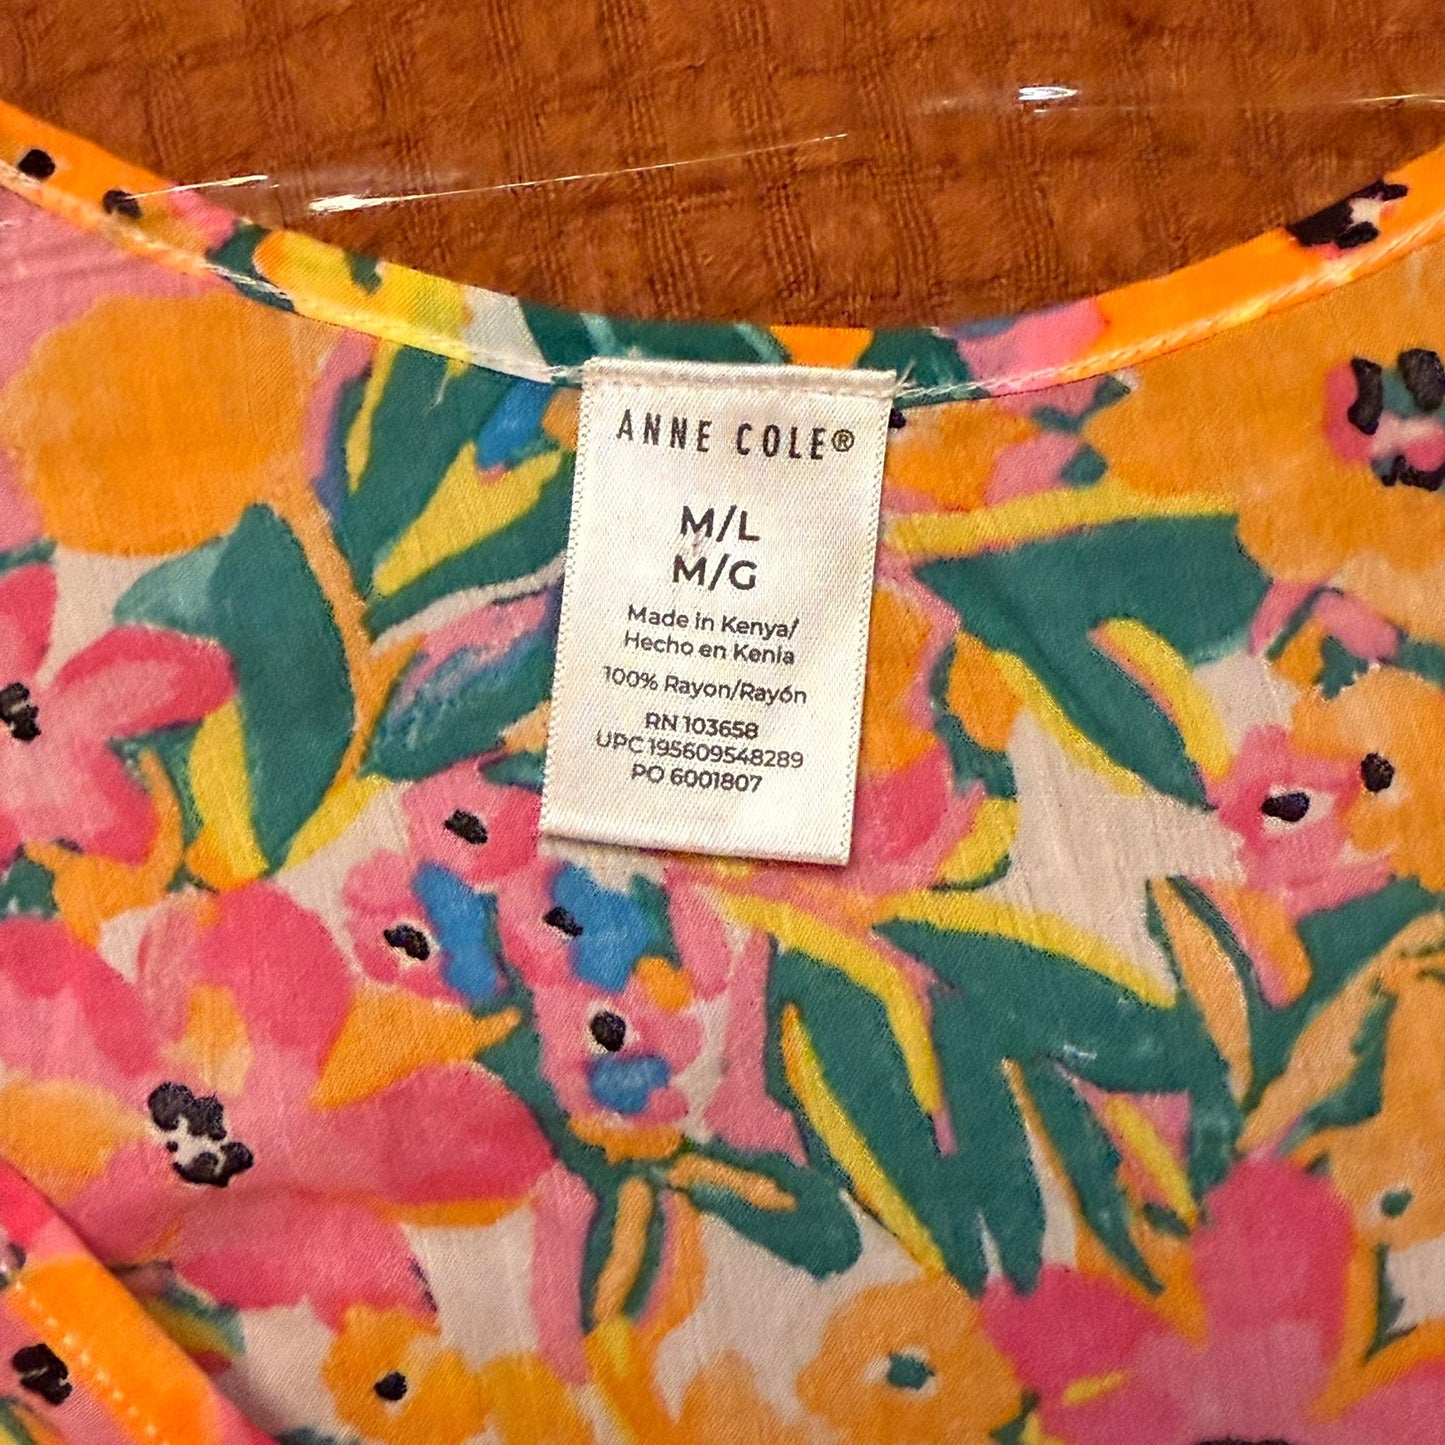 ANNE COLE®
M/L
M/G
Made in Kenya/
Hecho en Kenia
100% Rayon/Rayón
RN 103658
UPC 195609548289
PO 6001807